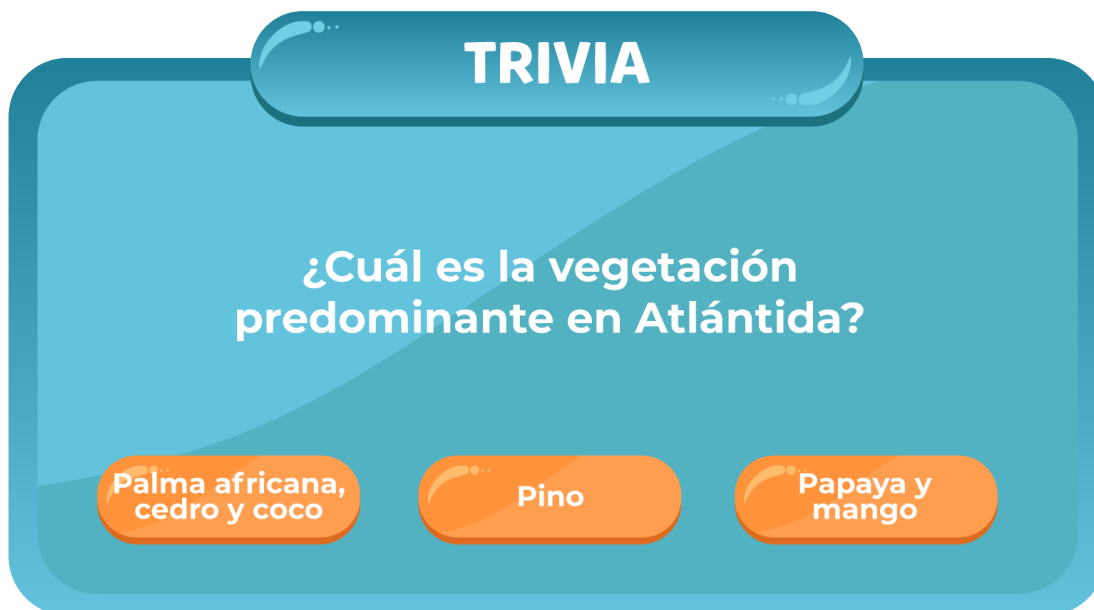 TRIVIA
¿Cuál es la vegetación
predominante en Atlántida?
Palma africana,
cedro y coco
Pino
Papaya y
mango